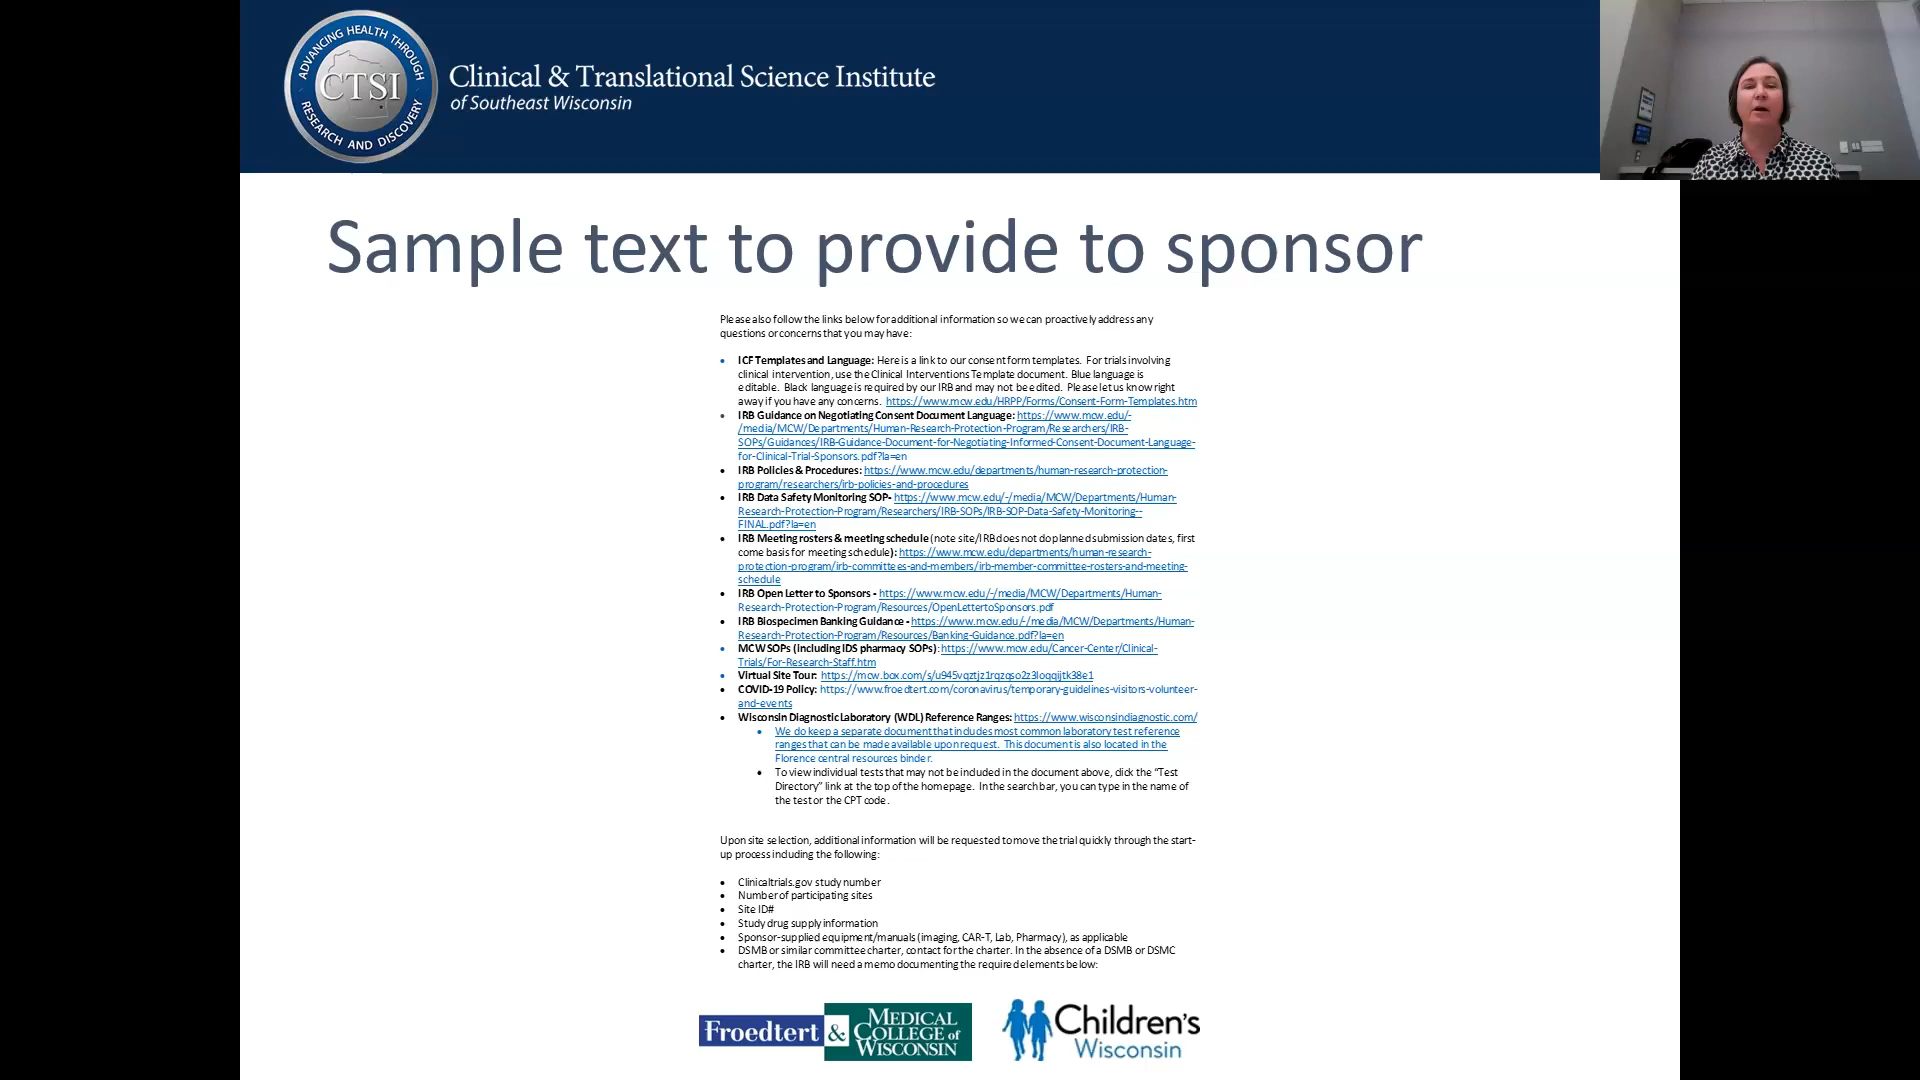 ADVANCING HEALTH THROUGH
CTSI
RESEARCH AND DISCOVERY
Clinical & Translational Science Institute
of Southeast Wisconsin
Sample text to provide to sponsor
Please also follow the links below for additional information so we can proactively address any
questions or concerns that you may have:
• ICF Templates and Language: Here is a link to our consent form templates. For trials involving
clinical intervention, use the Clinical Interventions Template document. Blue language is
editable. Black language is required by our IRB and may not be edited. Please let us know right
away if you have any concerns. https://www.mcw.edu/HRPP/Forms/Consent-Form-Templates.htm
• IRB Guidance on Negotiating Consent Document Language: https://www.mcw.edu/-
/media/MCW/Departments/Human-Research-Protection-Program/Researchers/IRB-
SOPs/Guidances/IRB-Guidance-Document-for-Negotiating-Informed-Consent-Document-Language-
for-Clinical-Trial-Sponsors.pdf?la=en
• IRB Policies & Procedures: https://www.mcw.edu/departments/human-research-protection-
program/researchers/irb-policies-and-procedures
• IRB Data Safety Monitoring SOP- https://www.mcw.edu/-/media/MCW/Departments/Human-
Research-Protection-Program/Researchers/IRB-SOPs/IRB-SOP-Data-Safety-Monitoring--
FINAL.pdf?la=en
• IRB Meeting rosters & meeting schedule (note site/IRB does not do planned submission dates, first
come basis for meeting schedule): https://www.mcw.edu/departments/human-research-
protection-program/irb-committees-and-members/irb-member-committee-rosters-and-meeting-
schedule
• IRB Open Letter to Sponsors - https://www.mcw.edu/-/media/MCW/Departments/Human-
Research-Protection-Program/Resources/OpenLettertoSponsors.pdf
• IRB Biospecimen Banking Guidance - https://www.mcw.edu/-/media/MCW/Departments/Human-
Research-Protection-Program/Resources/Banking-Guidance.pdf?la=en
• MCW SOPs (including IDS pharmacy SOPs): https://www.mcw.edu/Cancer-Center/Clinical-
Trials/For-Research-Staff.htm
• Virtual Site Tour: https://mcw.box.com/s/u945vqztjz1rqzqso2z3loqqijtk38e1
• COVID-19 Policy: https://www.froedtert.com/coronavirus/temporary-guidelines-visitors-volunteer-
and-events
• Wisconsin Diagnostic Laboratory (WDL) Reference Ranges: https://www.wisconsindiagnostic.com/
• We do keep a separate document that includes most common laboratory test reference
ranges that can be made available upon request. This document is also located in the
Florence central resources binder.
• To view individual tests that may not be included in the document above, click the “Test
Directory” link at the top of the homepage. In the search bar, you can type in the name of
the test or the CPT code.
Upon site selection, additional information will be requested to move the trial quickly through the start-
up process including the following:
• Clinicaltrials.gov study number
• Number of participating sites
• Site ID#
• Study drug supply information
• Sponsor-supplied equipment/manuals (imaging, CAR-T, Lab, Pharmacy), as applicable
• DSMB or similar committee charter, contact for the charter. In the absence of a DSMB or DSMC
charter, the IRB will need a memo documenting the required elements below:
Froedtert & MEDICAL COLLEGE of WISCONSIN
Children's
Wisconsin